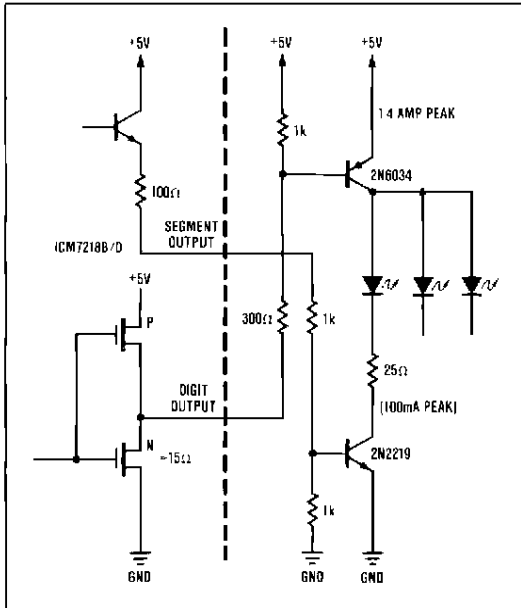 +5V
+5V
+5V
1k
1 4 AMP PEAK
2N6034
100Ω
SEGMENT
OUTPUT
ICM7218B/D
+5V
P
300Ω
1k
25Ω
DIGIT
OUTPUT
(100mA PEAK)
N
≈15Ω
2N2219
1k
GND
GND
GND